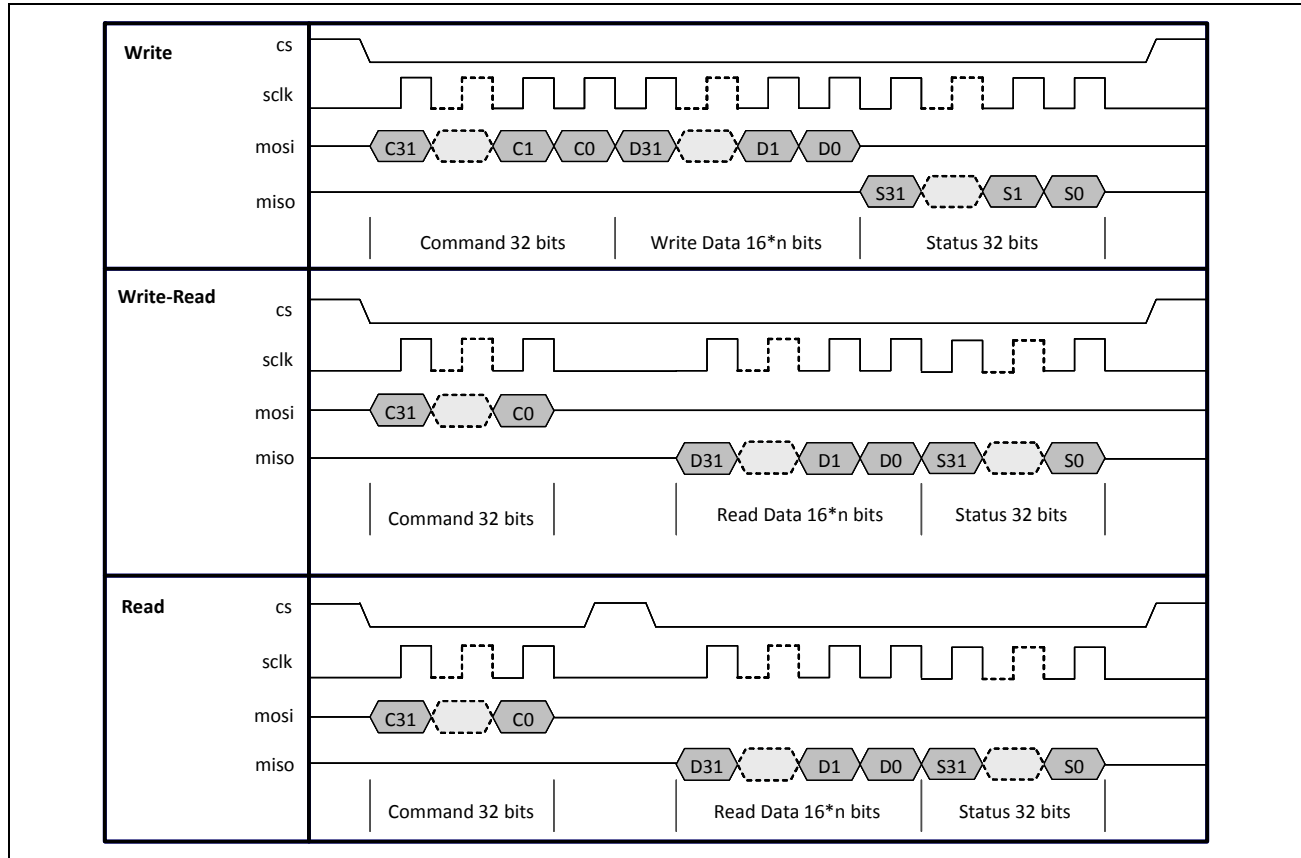 Write
cs
sclk
mosi C31 C1 C0 D31 D1 D0
miso S31 S1 S0
Command 32 bits Write Data 16*n bits Status 32 bits
Write-Read
cs
sclk
mosi C31 C0
miso D31 D1 D0 S31 S0
Command 32 bits Read Data 16*n bits Status 32 bits
Read cs
sclk
mosi C31 C0
miso D31 D1 D0 S31 S0
Command 32 bits Read Data 16*n bits Status 32 bits